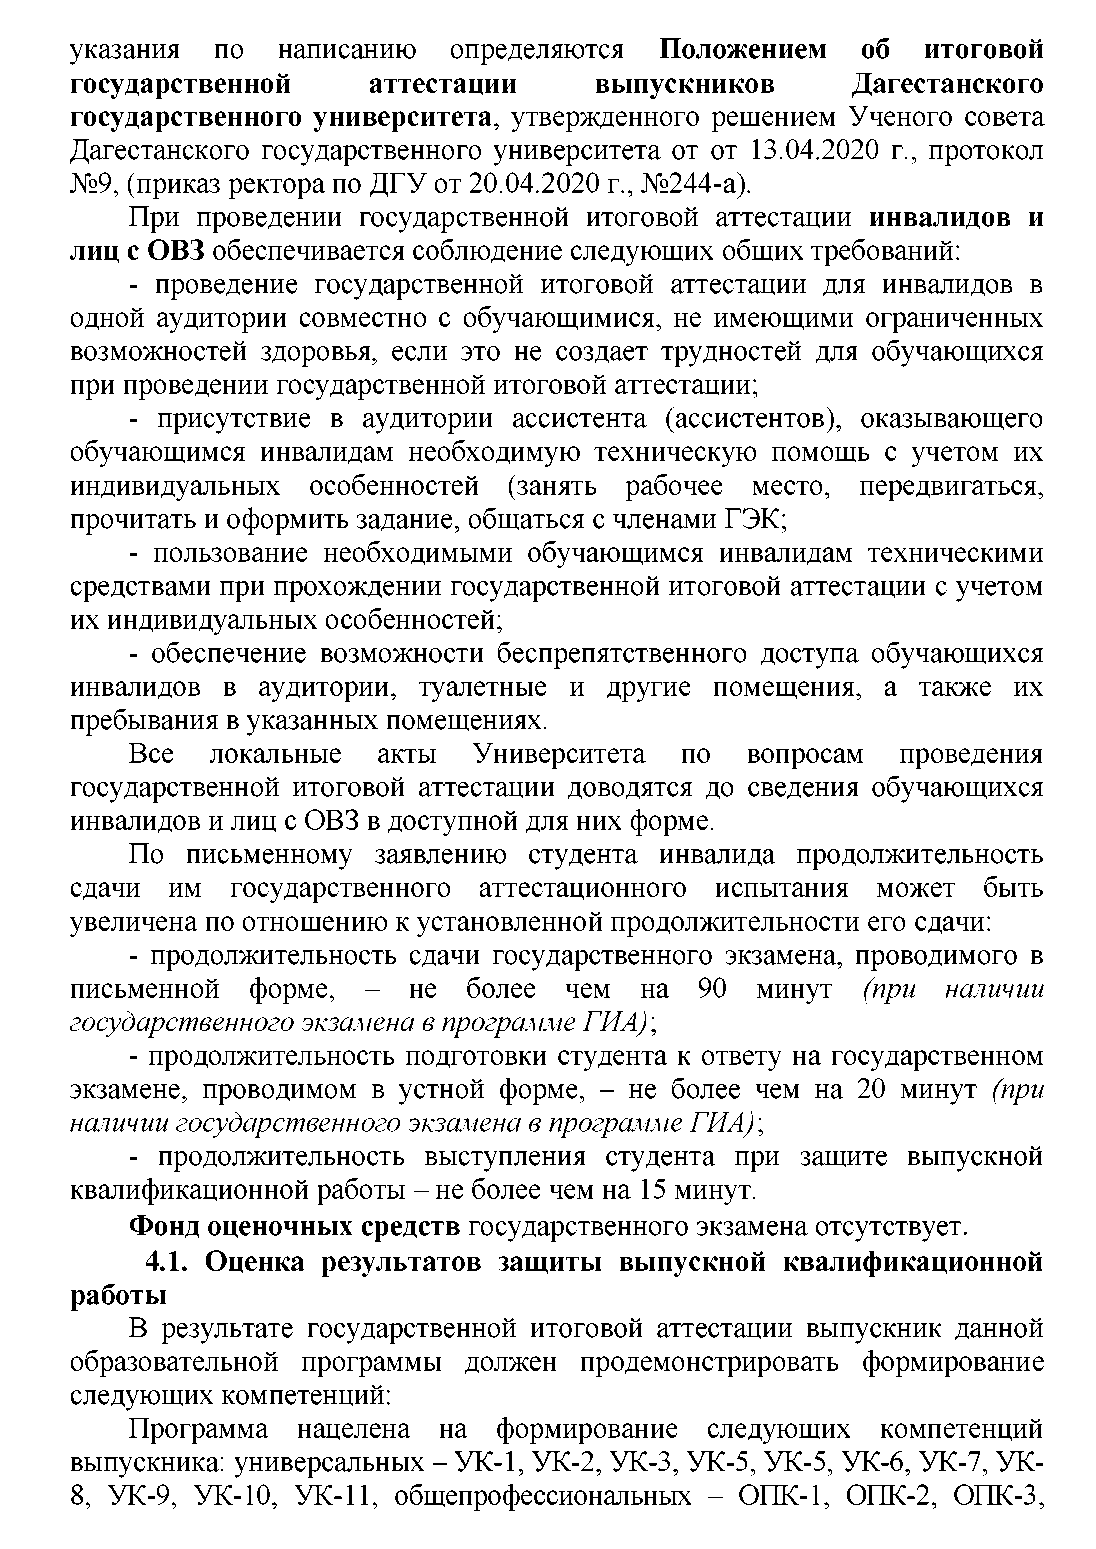 указания по написанию определяются Положением об итоговой
государственной аттестации выпускников Дагестанского
государственного университета, утвержденного решением Ученого совета
Дагестанского государственного университета от от 13.04.2020 г., протокол
№9, (приказ ректора по ДГУ от 20.04.2020 г., №244-а).
При проведении государственной итоговой аттестации инвалидов и
лиц с ОВЗ обеспечивается соблюдение следующих общих требований:
- проведение государственной итоговой аттестации для инвалидов в
одной аудитории совместно с обучающимися, не имеющими ограниченных
возможностей здоровья, если это не создает трудностей для обучающихся
при проведении государственной итоговой аттестации;
- присутствие в аудитории ассистента (ассистентов), оказывающего
обучающимся инвалидам необходимую техническую помощь с учетом их
индивидуальных особенностей (занять рабочее место, передвигаться,
прочитать и оформить задание, общаться с членами ГЭК;
- пользование необходимыми обучающимся инвалидам техническими
средствами при прохождении государственной итоговой аттестации с учетом
их индивидуальных особенностей;
- обеспечение возможности беспрепятственного доступа обучающихся
инвалидов в аудитории, туалетные и другие помещения, а также их
пребывания в указанных помещениях.
Все локальные акты Университета по вопросам проведения
государственной итоговой аттестации доводятся до сведения обучающихся
инвалидов и лиц с ОВЗ в доступной для них форме.
По письменному заявлению студента инвалида продолжительность
сдачи им государственного аттестационного испытания может быть
увеличена по отношению к установленной продолжительности его сдачи:
- продолжительность сдачи государственного экзамена, проводимого в
письменной форме, – не более чем на 90 минут (при наличии
государственного экзамена в программе ГИА);
- продолжительность подготовки студента к ответу на государственном
экзамене, проводимом в устной форме, – не более чем на 20 минут (при
наличии государственного экзамена в программе ГИА);
- продолжительность выступления студента при защите выпускной
квалификационной работы – не более чем на 15 минут.
Фонд оценочных средств государственного экзамена отсутствует.
4.1. Оценка результатов защиты выпускной квалификационной
работы
В результате государственной итоговой аттестации выпускник данной
образовательной программы должен продемонстрировать формирование
следующих компетенций:
Программа нацелена на формирование следующих компетенций
выпускника: универсальных – УК-1, УК-2, УК-3, УК-5, УК-5, УК-6, УК-7, УК-
8, УК-9, УК-10, УК-11, общепрофессиональных – ОПК-1, ОПК-2, ОПК-3,